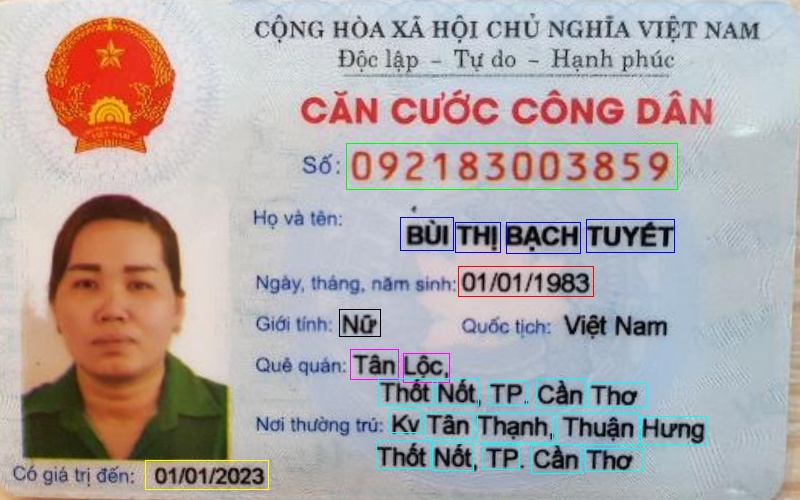 CỘNG HÒA XÃ HỘI CHỦ NGHĨA VIỆT NAM
Độc lập - Tự do - Hạnh phúc
CĂN CƯỚC CÔNG DÂN
Số: 092183003859
Họ và tên: BÙI THỊ BẠCH TUYẾT
Ngày, tháng, năm sinh: 01/01/1983
Giới tính: Nữ Quốc tịch: Việt Nam
Quê quán: Tân Lộc,
Thốt Nốt, TP. Cần Thơ
Nơi thường trú: Kv Tân Thạnh, Thuận Hưng
Thốt Nốt, TP. Cần Thơ
Có giá trị đến: 01/01/2023